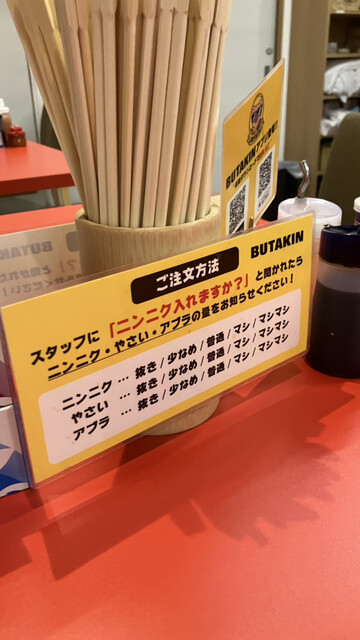 BUTAKIN
BUTAKIN
ご注文方法
スタッフに「ニンニク入れますか？」と聞かれたら
ニンニク・やさい・アブラの量をお知らせください！
ニンニク … 抜き / 少なめ / 普通 / マシ / マシマシ
やさい … 抜き / 少なめ / 普通 / マシ / マシマシ
アブラ … 抜き / 少なめ / 普通 / マシ / マシマシ
BUTAKIN